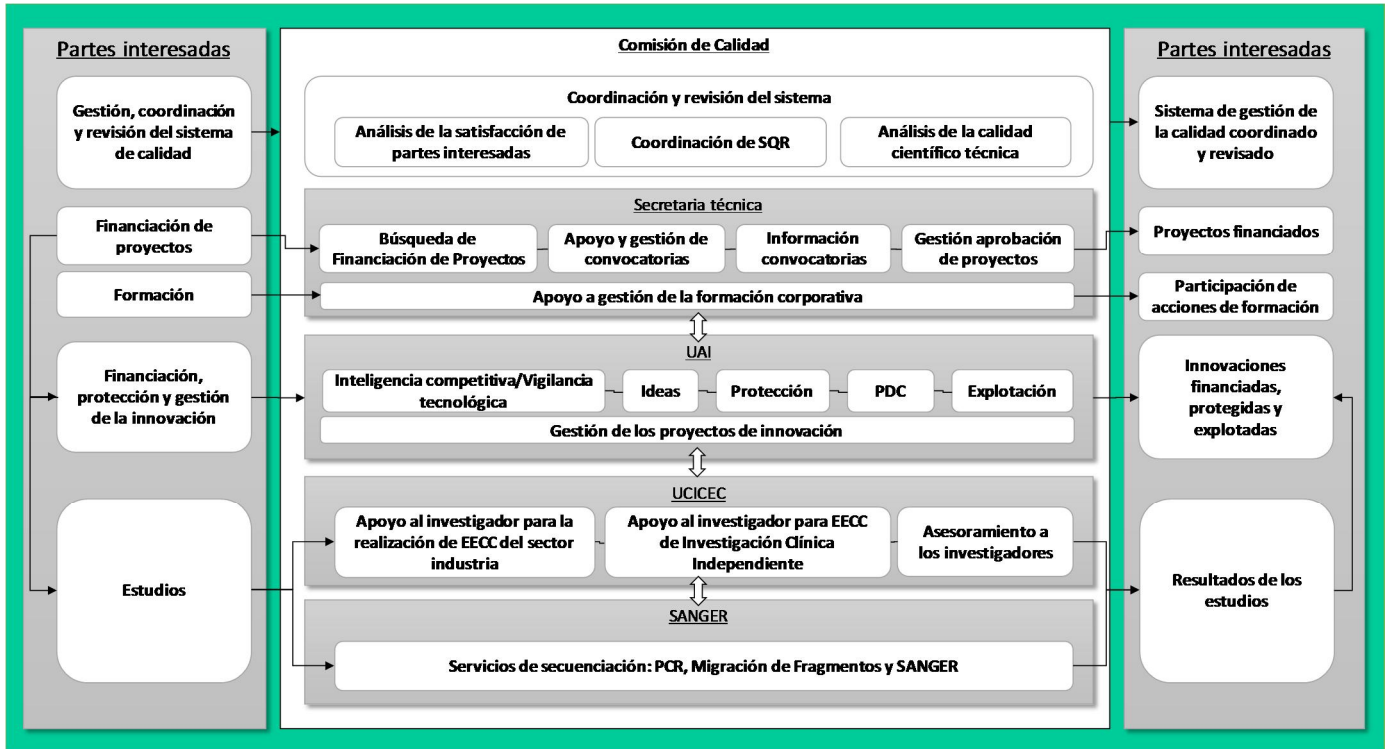 Partes interesadas
Gestión, coordinación
y revisión del sistema
de calidad
Financiación de
proyectos
Formación
Financiación,
protección y gestión
de la innovación
Estudios
Comisión de Calidad
Coordinación y revisión del sistema
Análisis de la satisfacción de
partes interesadas
Coordinación de SQR
Análisis de la calidad
científico técnica
Secretaria técnica
Búsqueda de
Financiación de Proyectos
Apoyo y gestión de
convocatorias
Información
convocatorias
Gestión aprobación
de proyectos
Apoyo a gestión de la formación corporativa
UAI
Inteligencia competitiva/Vigilancia
tecnológica
Ideas
Protección
PDC
Explotación
Gestión de los proyectos de innovación
UCICEC
Apoyo al investigador para la
realización de EECC del sector
industria
Apoyo al investigador para EECC
de Investigación Clínica
Independiente
Asesoramiento a
los investigadores
SANGER
Servicios de secuenciación: PCR, Migración de Fragmentos y SANGER
Partes interesadas
Sistema de gestión de
la calidad coordinado
y revisado
Proyectos financiados
Participación de
acciones de formación
Innovaciones
financiadas,
protegidas y
explotadas
Resultados de los
estudios